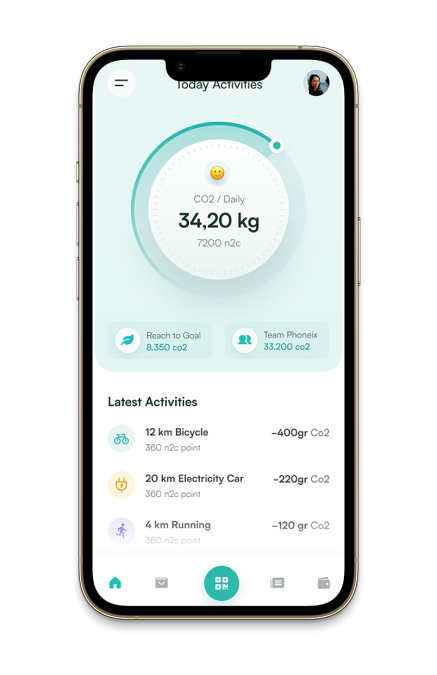 Today Activities
CO2 / Daily
34,20 kg
7200 n2c
Reach to Goal
8.350 co2
Team Phoneix
33.200 co2
Latest Activities
12 km Bicycle
-400gr Co2
360 n2c point
20 km Electricity Car
-220gr Co2
360 n2c point
4 km Running
-120 gr Co2
360 n2c point